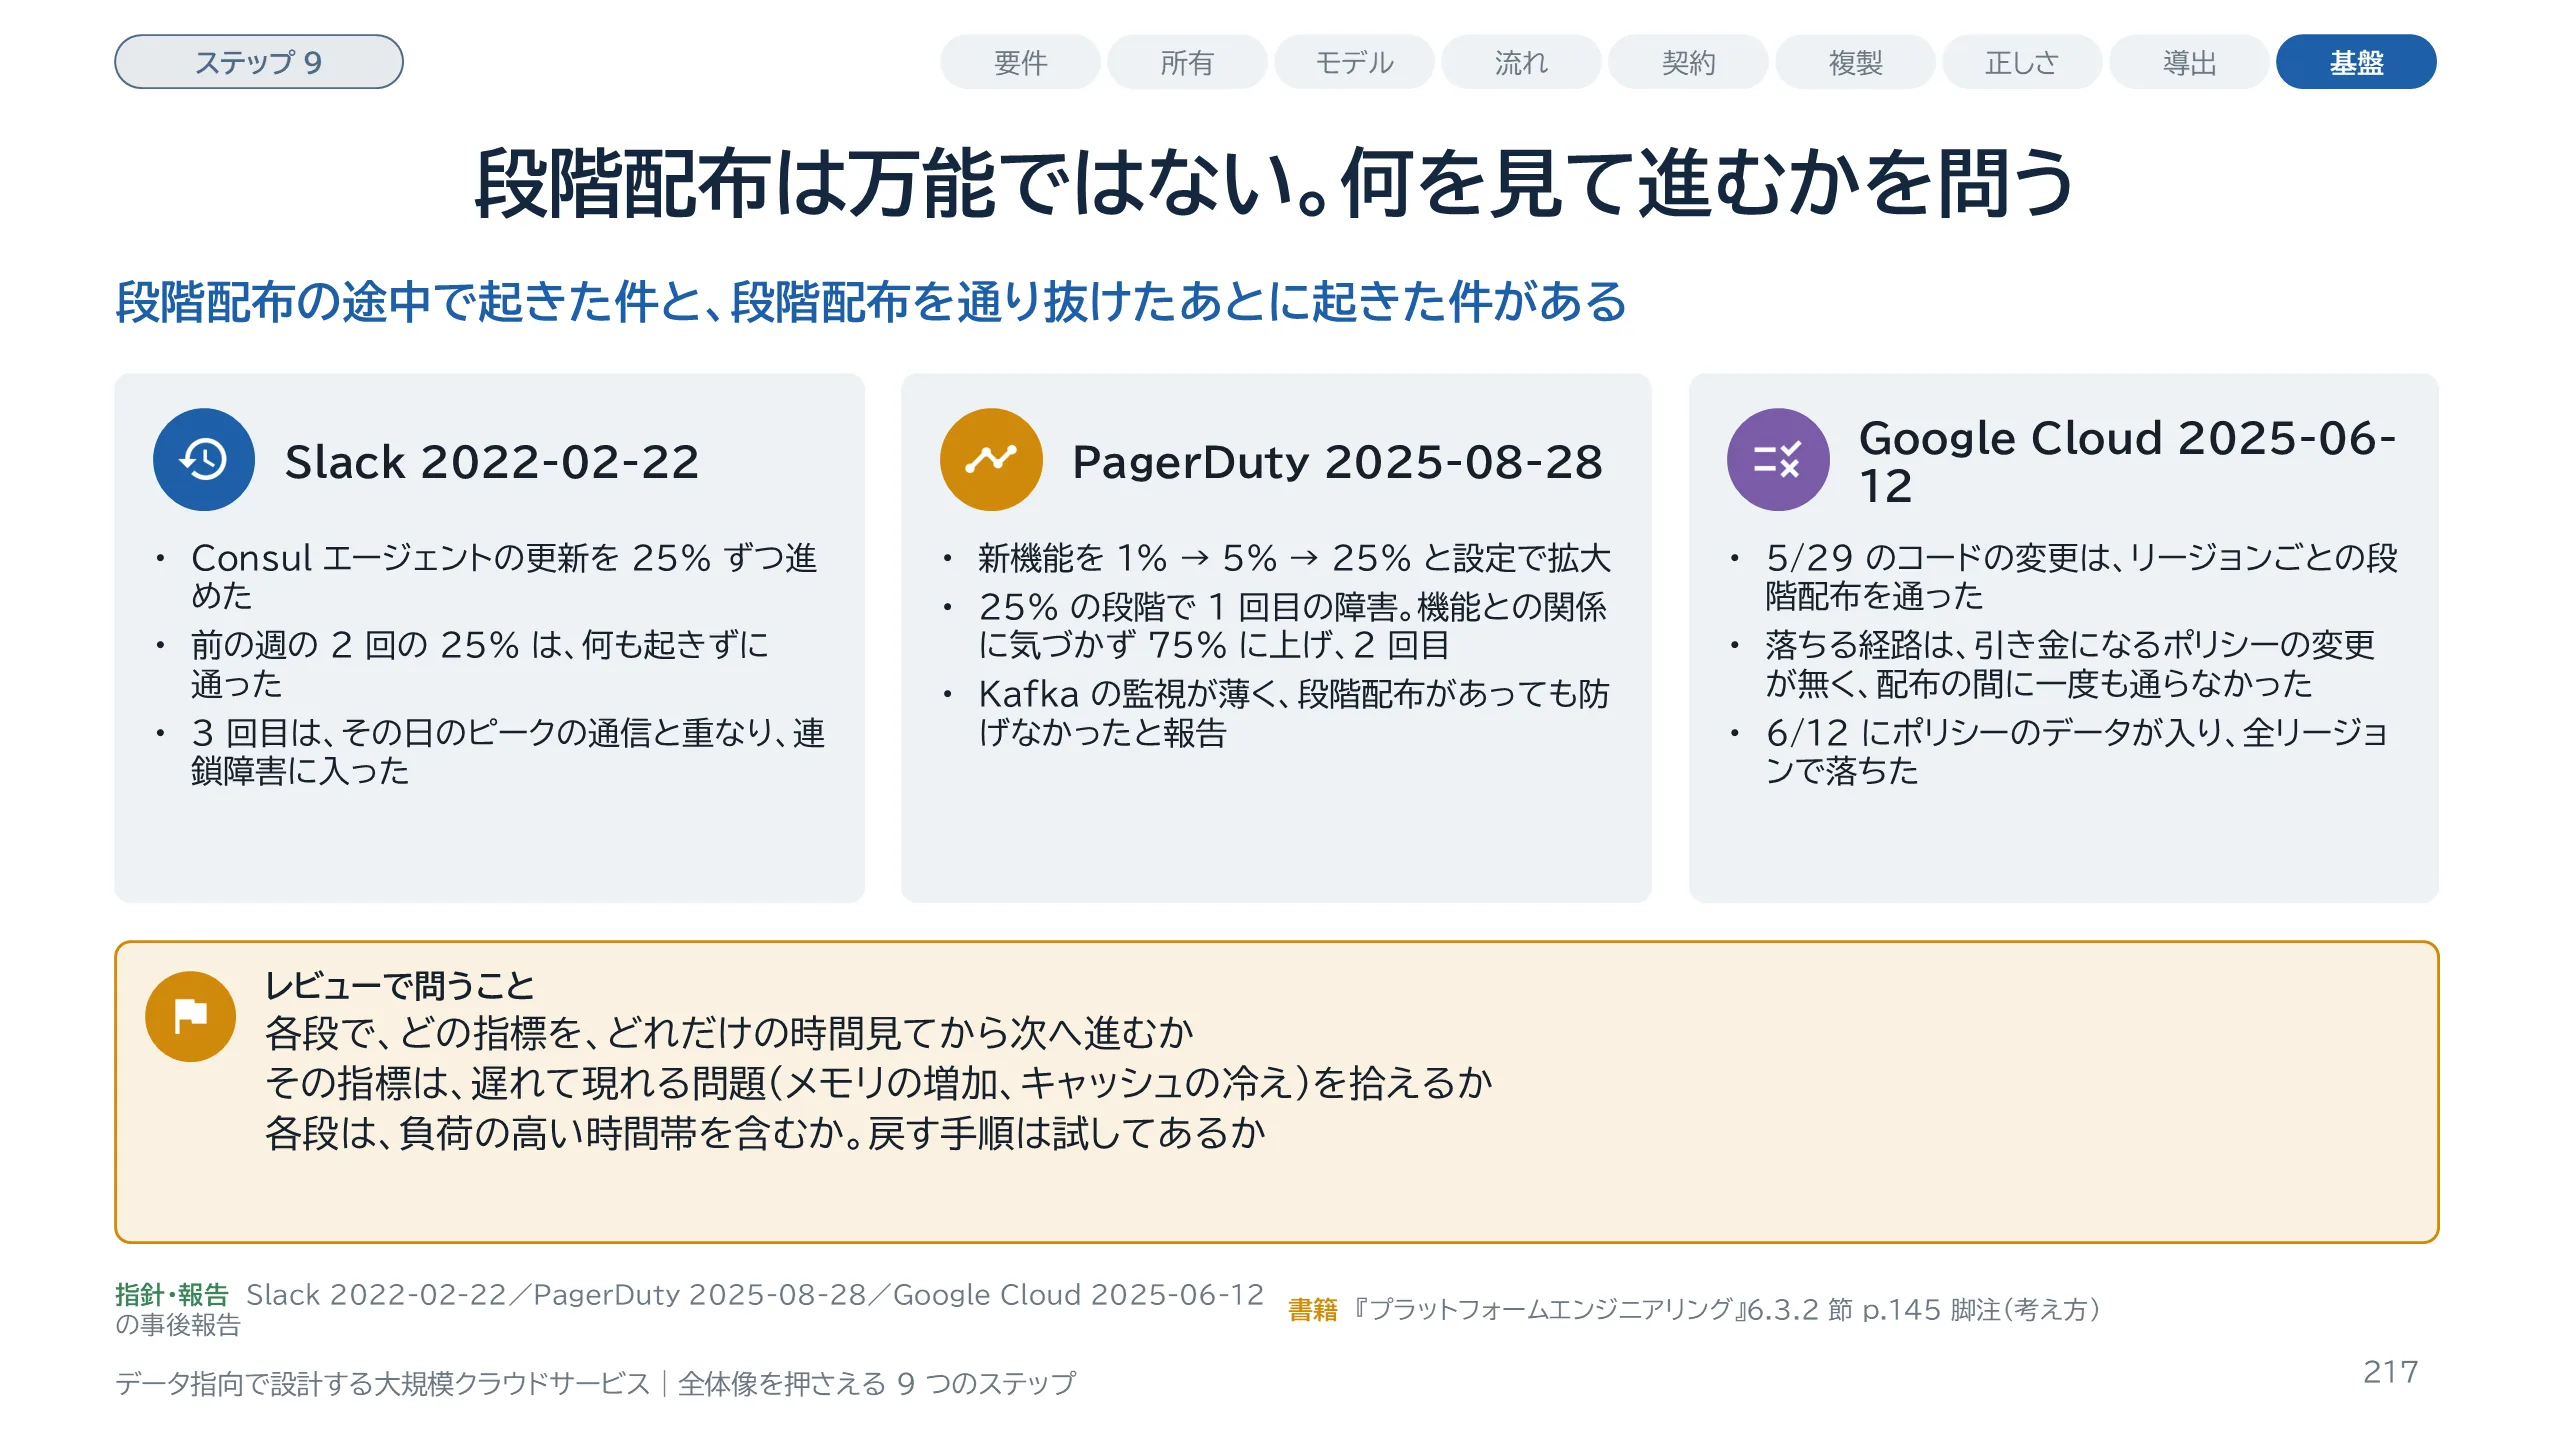 ステップ 9
要件
所有
モデル
流れ
契約
複製
正しさ
導出
基盤
段階配布は万能ではない。何を見て進むかを問う
段階配布の途中で起きた件と、段階配布を通り抜けたあとに起きた件がある
Slack 2022-02-22
• Consul エージェントの更新を 25% ずつ進
めた
• 前の週の 2 回の 25% は、何も起きずに
通った
• 3 回目は、その日のピークの通信と重なり、連
鎖障害に入った
PagerDuty 2025-08-28
• 新機能を 1% → 5% → 25% と設定で拡大
• 25% の段階で 1 回目の障害。機能との関係
に気づかず 75% に上げ、2 回目
• Kafka の監視が薄く、段階配布があっても防
げなかったと報告
Google Cloud 2025-06-
12
• 5/29 のコードの変更は、リージョンごとの段
階配布を通った
• 落ちる経路は、引き金になるポリシーの変更
が無く、配布の間に一度も通らなかった
• 6/12 にポリシーのデータが入り、全リージョ
ンで落ちた
レビューで問うこと
各段で、どの指標を、どれだけの時間見てから次へ進むか
その指標は、遅れて現れる問題(メモリの増加、キャッシュの冷え)を拾えるか
各段は、負荷の高い時間帯を含むか。戻す手順は試してあるか
指針・報告 Slack 2022-02-22／PagerDuty 2025-08-28／Google Cloud 2025-06-12
の事後報告
書籍 『プラットフォームエンジニアリング』6.3.2 節 p.145 脚注(考え方)
データ指向で設計する大規模クラウドサービス｜全体像を押さえる 9 つのステップ
217